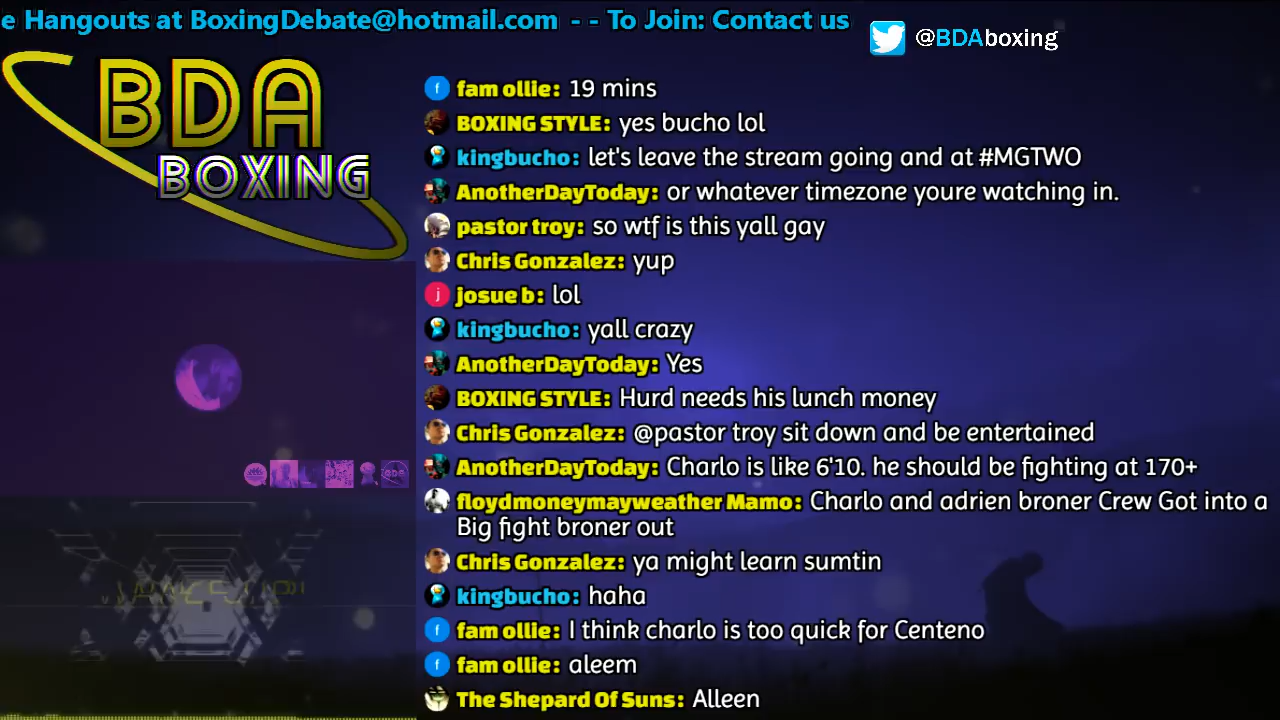 e Hangouts at BoxingDebate@hotmail.com - - To Join: Contact us
@BDAboxing
BDA
BOXING
fam ollie: 19 mins
BOXING STYLE: yes bucho lol
kingbucho: let's leave the stream going and at #MGTWO
AnotherDayToday: or whatever timezone youre watching in.
pastor troy: so wtf is this yall gay
Chris Gonzalez: yup
josue b: lol
kingbucho: yall crazy
AnotherDayToday: Yes
BOXING STYLE: Hurd needs his lunch money
Chris Gonzalez: @pastor troy sit down and be entertained
AnotherDayToday: Charlo is like 6'10. he should be fighting at 170+
floydmoneymayweather Mamo: Charlo and adrien broner Crew Got into a
Big fight broner out
Chris Gonzalez: ya might learn sumtin
kingbucho: haha
fam ollie: I think charlo is too quick for Centeno
fam ollie: aleem
The Shepard Of Suns: Alleen